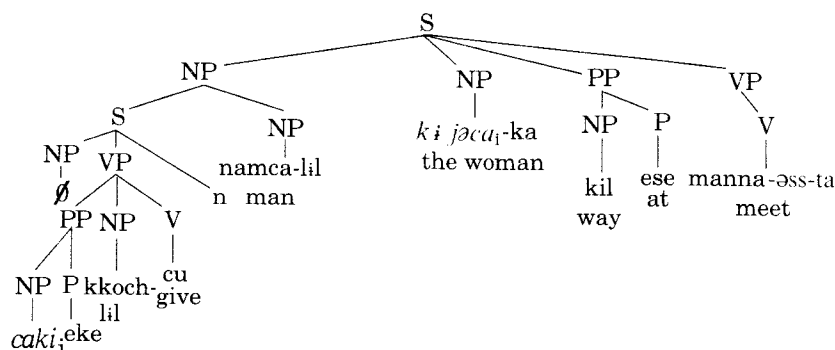 S
NP NP PP VP
S NP NP P V
NP VP namca-lɨl kɨ jəcaᵢ-ka
∅ n man the woman kil ese manna-əss-ta
PP NP V way at meet
NP P kkoch- cu
lɨl give
cakiᵢ eke